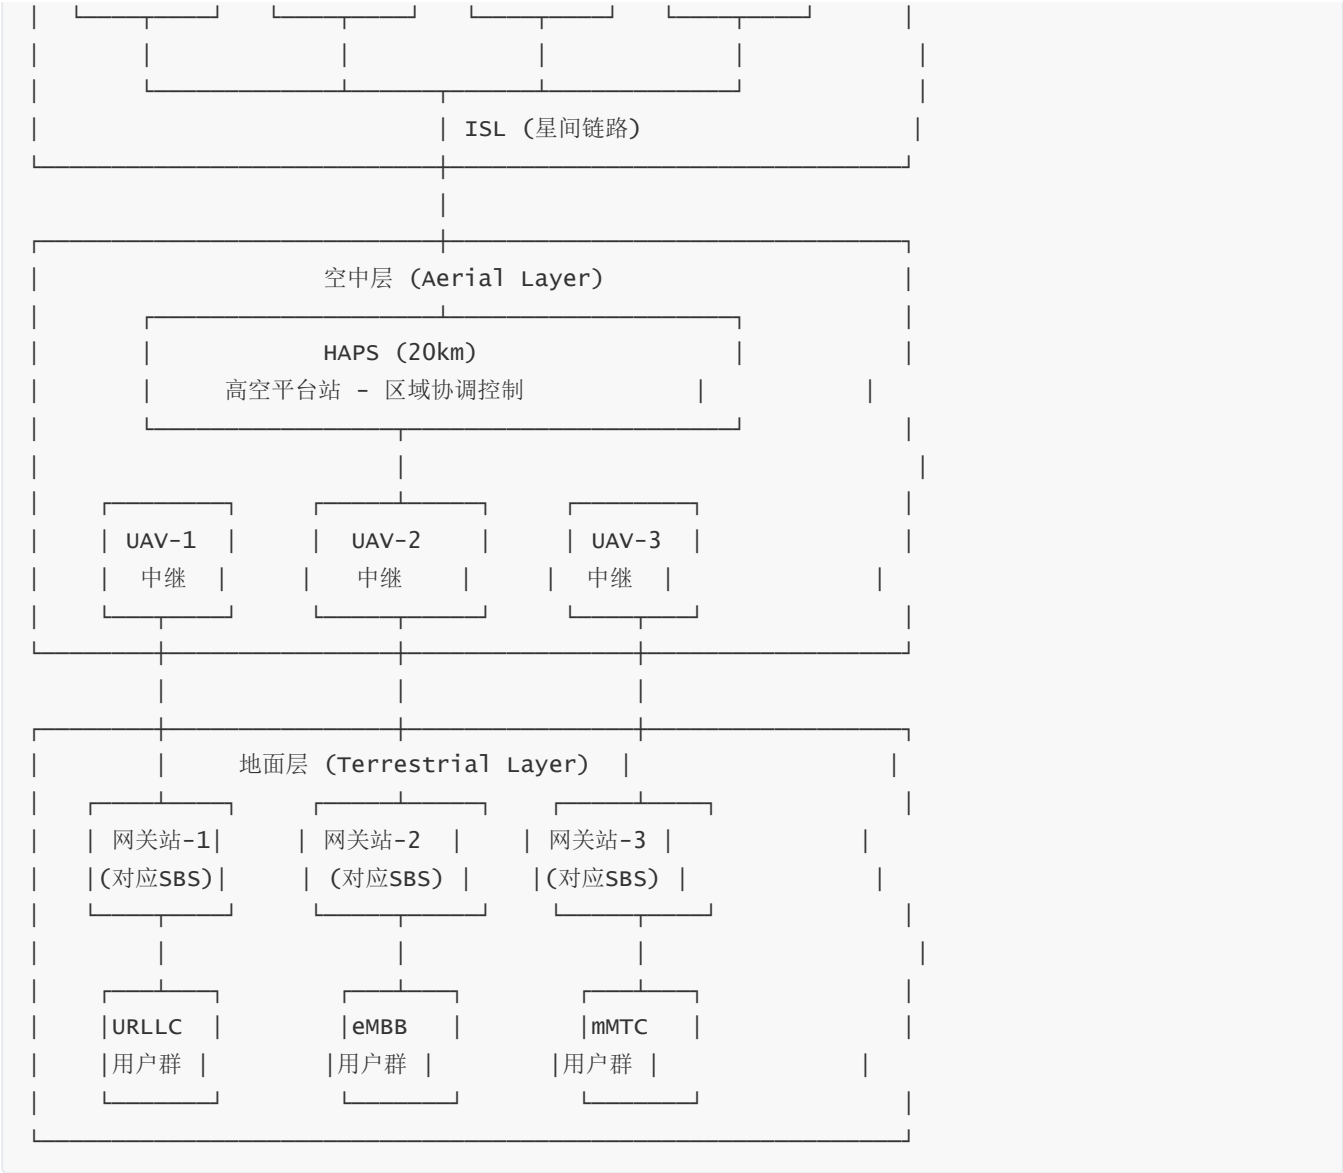 ISL (星间链路)
空中层 (Aerial Layer)
HAPS (20km)
高空平台站 - 区域协调控制
UAV-1 UAV-2 UAV-3
中继 中继 中继
地面层 (Terrestrial Layer)
网关站-1 网关站-2 网关站-3
(对应SBS) (对应SBS) (对应SBS)
URLLC eMBB mMTC
用户群 用户群 用户群